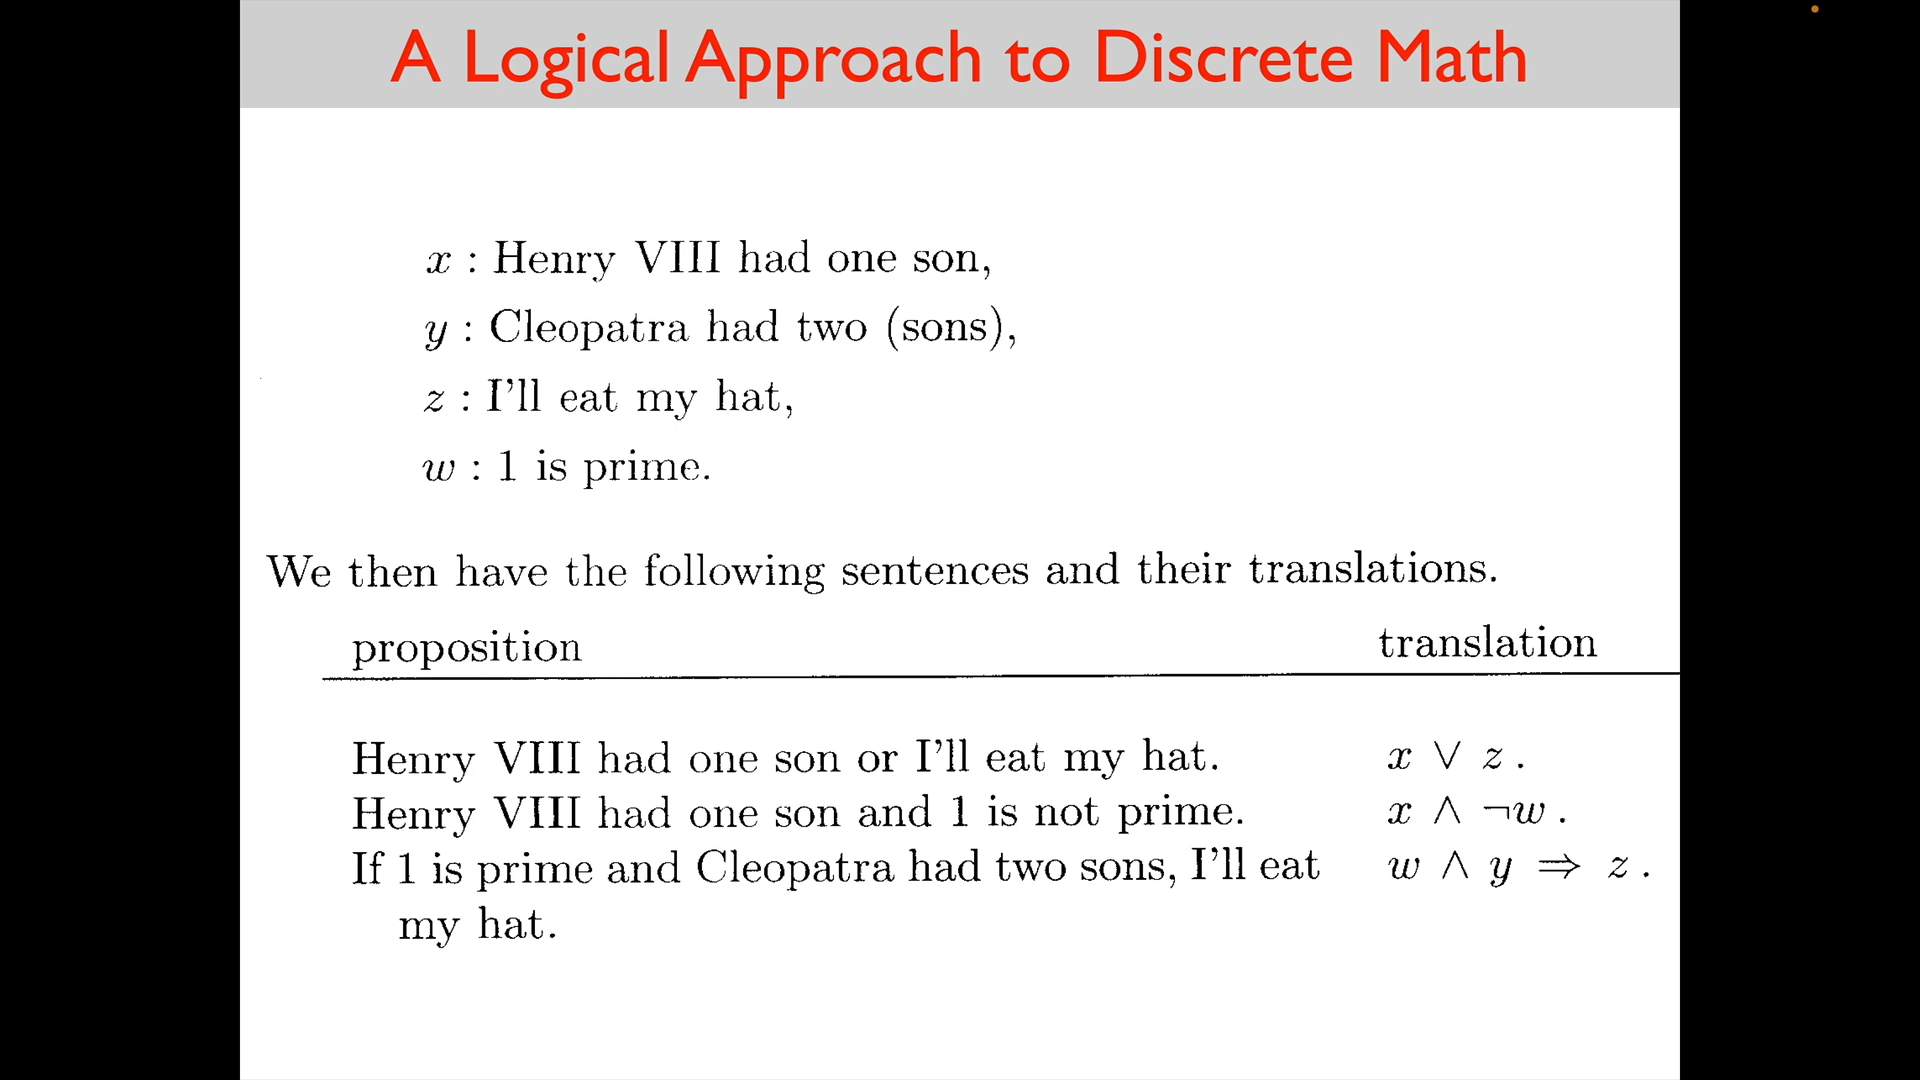 A Logical Approach to Discrete Math
x : Henry VIII had one son,
y : Cleopatra had two (sons),
z : I'll eat my hat,
w : 1 is prime.
We then have the following sentences and their translations.
proposition translation
Henry VIII had one son or I'll eat my hat. x ∨ z .
Henry VIII had one son and 1 is not prime. x ∧ ¬w .
If 1 is prime and Cleopatra had two sons, I'll eat w ∧ y ⇒ z .
my hat.